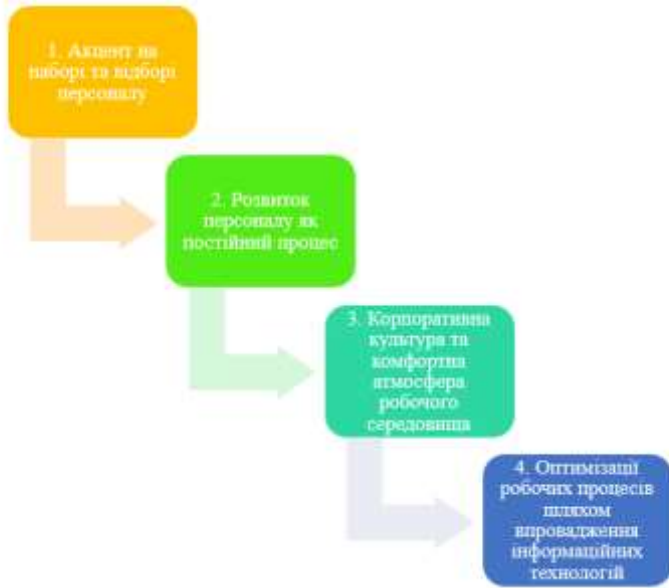 1. Акцент на
наборі та відборі
персоналу
2. Розвиток
персоналу як
постійний процес
3. Корпоративна
культура та
комфортна
атмосфера
робочого
середовища
4. Оптимізації
робочих процесів
шляхом
впровадження
інформаційних
технологій